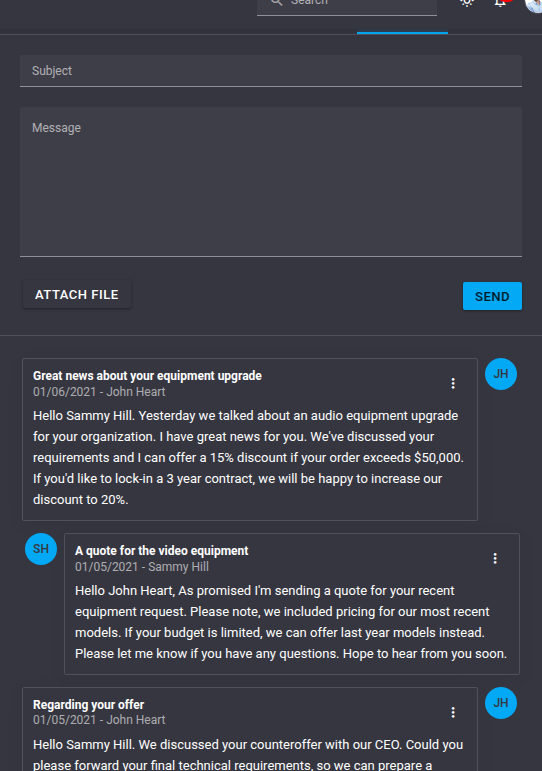 Search
Subject
Message
ATTACH FILE
SEND
Great news about your equipment upgrade
01/06/2021 - John Heart
JH
Hello Sammy Hill. Yesterday we talked about an audio equipment upgrade
for your organization. I have great news for you. We've discussed your
requirements and I can offer a 15% discount if your order exceeds $50,000.
If you'd like to lock-in a 3 year contract, we will be happy to increase our
discount to 20%.
SH
A quote for the video equipment
01/05/2021 - Sammy Hill
Hello John Heart, As promised I'm sending a quote for your recent
equipment request. Please note, we included pricing for our most recent
models. If your budget is limited, we can offer last year models instead.
Please let me know if you have any questions. Hope to hear from you soon.
Regarding your offer
01/05/2021 - John Heart
JH
Hello Sammy Hill. We discussed your counteroffer with our CEO. Could you
please forward your final technical requirements, so we can prepare a